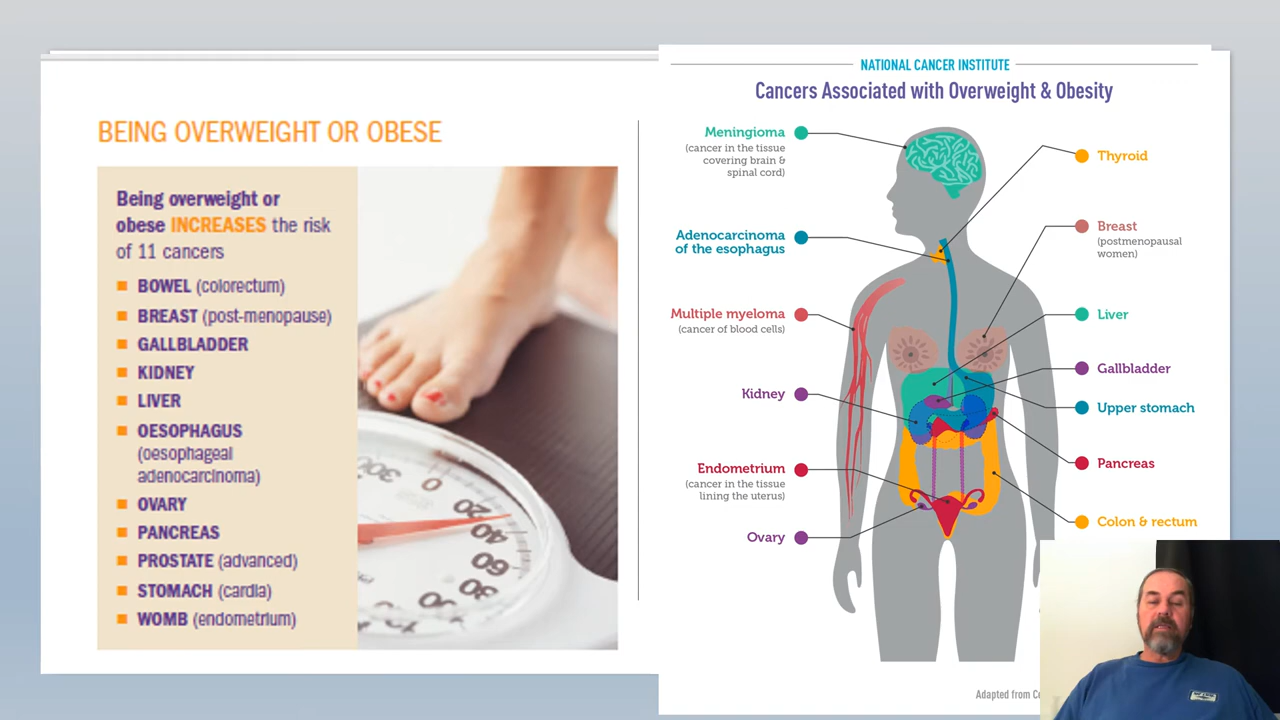 BEING OVERWEIGHT OR OBESE
Being overweight or
obese INCREASES the risk
of 11 cancers
BOWEL (colorectum)
BREAST (post-menopause)
GALLBLADDER
KIDNEY
LIVER
OESOPHAGUS
(oesophageal
adenocarcinoma)
OVARY
PANCREAS
PROSTATE (advanced)
STOMACH (cardia)
WOMB (endometrium)
0
20
40
60
NATIONAL CANCER INSTITUTE
Cancers Associated with Overweight & Obesity
Meningioma
(cancer in the tissue
covering brain &
spinal cord)
Adenocarcinoma
of the esophagus
Multiple myeloma
(cancer of blood cells)
Kidney
Endometrium
(cancer in the tissue
lining the uterus)
Ovary
Thyroid
Breast
(postmenopausal
women)
Liver
Gallbladder
Upper stomach
Pancreas
Colon & rectum
Adapted from